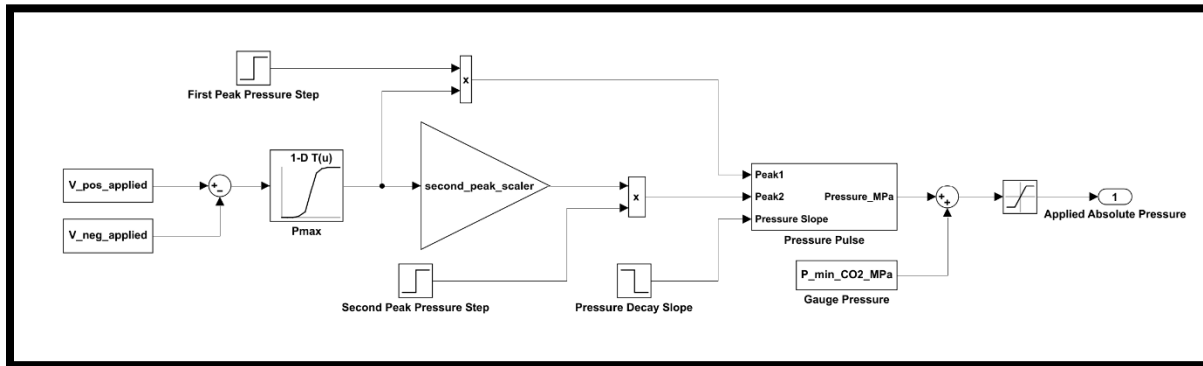 First Peak Pressure Step
x
1-D T(u)
V_pos_applied
V_neg_applied
+
−
Pmax
second_peak_scaler
x
Second Peak Pressure Step
Pressure Decay Slope
Peak1
Peak2
Pressure Slope
Pressure_MPa
Pressure Pulse
P_min_CO2_MPa
Gauge Pressure
+
+
1
Applied Absolute Pressure